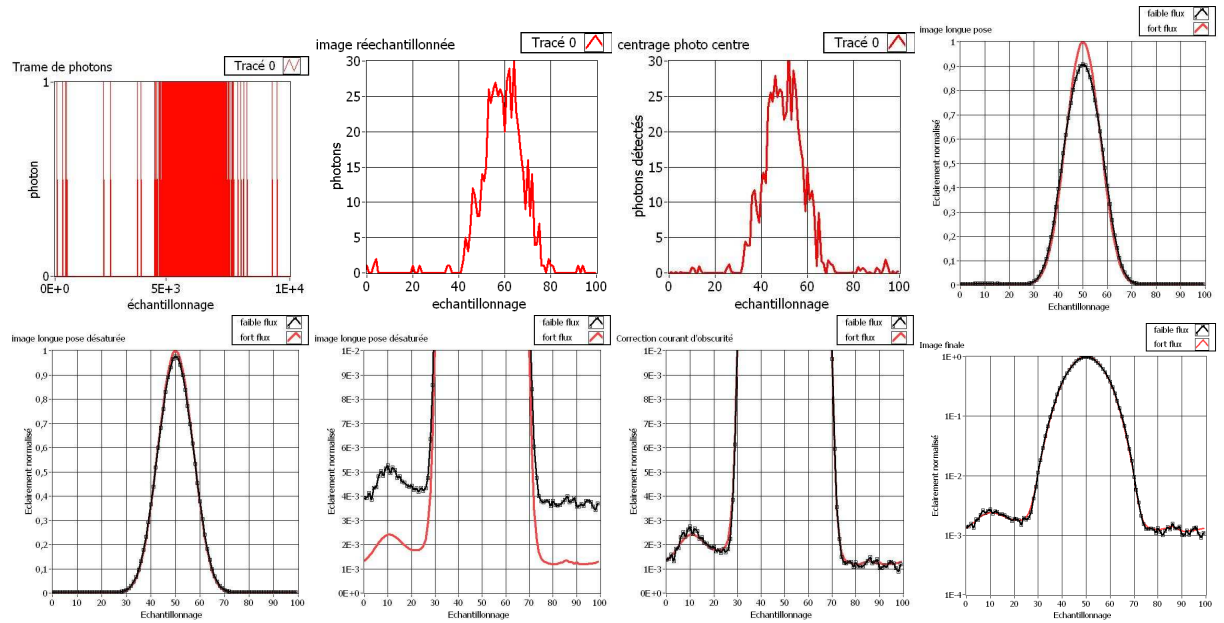 Trame de photons
Tracé 0
1
photon
0
0E+0
5E+3
1E+4
échantillonnage
image rééchantillonnée
Tracé 0
30
25
20
15
10
5
0
photons
0 20 40 60 80 100
echantillonnage
centrage photo centre
Tracé 0
30
25
20
15
10
5
0
photons détectés
0 20 40 60 80 100
echantillonnage
faible flux
fort flux
image longue pose
1
0,9
0,8
0,7
0,6
0,5
0,4
0,3
0,2
0,1
0
Eclairement normalisé
0 10 20 30 40 50 60 70 80 90 100
Echantillonnage
faible flux
fort flux
image longue pose désaturée
1
0,9
0,8
0,7
0,6
0,5
0,4
0,3
0,2
0,1
0
Eclairement normalisé
0 10 20 30 40 50 60 70 80 90 100
Echantillonnage
faible flux
fort flux
image longue pose désaturée
1E-2
9E-3
8E-3
7E-3
6E-3
5E-3
4E-3
3E-3
2E-3
1E-3
0E+0
Eclairement normalisé
0 10 20 30 40 50 60 70 80 90 100
Echantillonnage
faible flux
fort flux
Correction courant d'obscurité
1E-2
9E-3
8E-3
7E-3
6E-3
5E-3
4E-3
3E-3
2E-3
1E-3
0E+0
Eclairement normalisé
0 10 20 30 40 50 60 70 80 90 100
Echantillonnage
faible flux
fort flux
Image finale
1E+0
1E-1
1E-2
1E-3
1E-4
Eclairement normalisé
0 10 20 30 40 50 60 70 80 90 100
Echantillonnage